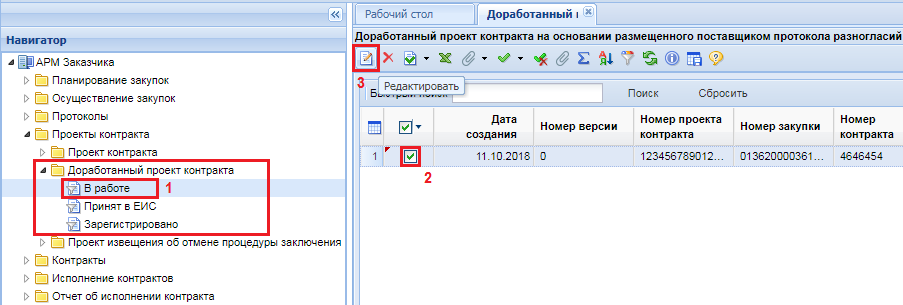 Рабочий стол
Доработанный п
Навигатор
Доработанный проект контракта на основании размещенного поставщиком протокола разногласий
АРМ Заказчика
Планирование закупок
Осуществление закупок
Протоколы
Проекты контракта
Проект контракта
Доработанный проект контракта
В работе
1
Принят в ЕИС
Зарегистрировано
Проект извещения об отмене процедуры заключения
Контракты
Исполнение контрактов
Отчет об исполнении контракта
3
Редактировать
Быстрый поиск
Поиск
Сбросить
Дата создания
Номер версии
Номер проекта контракта
Номер закупки
Номер контракта
1
11.10.2018
0
123456789012...
013620000361...
4646454
2